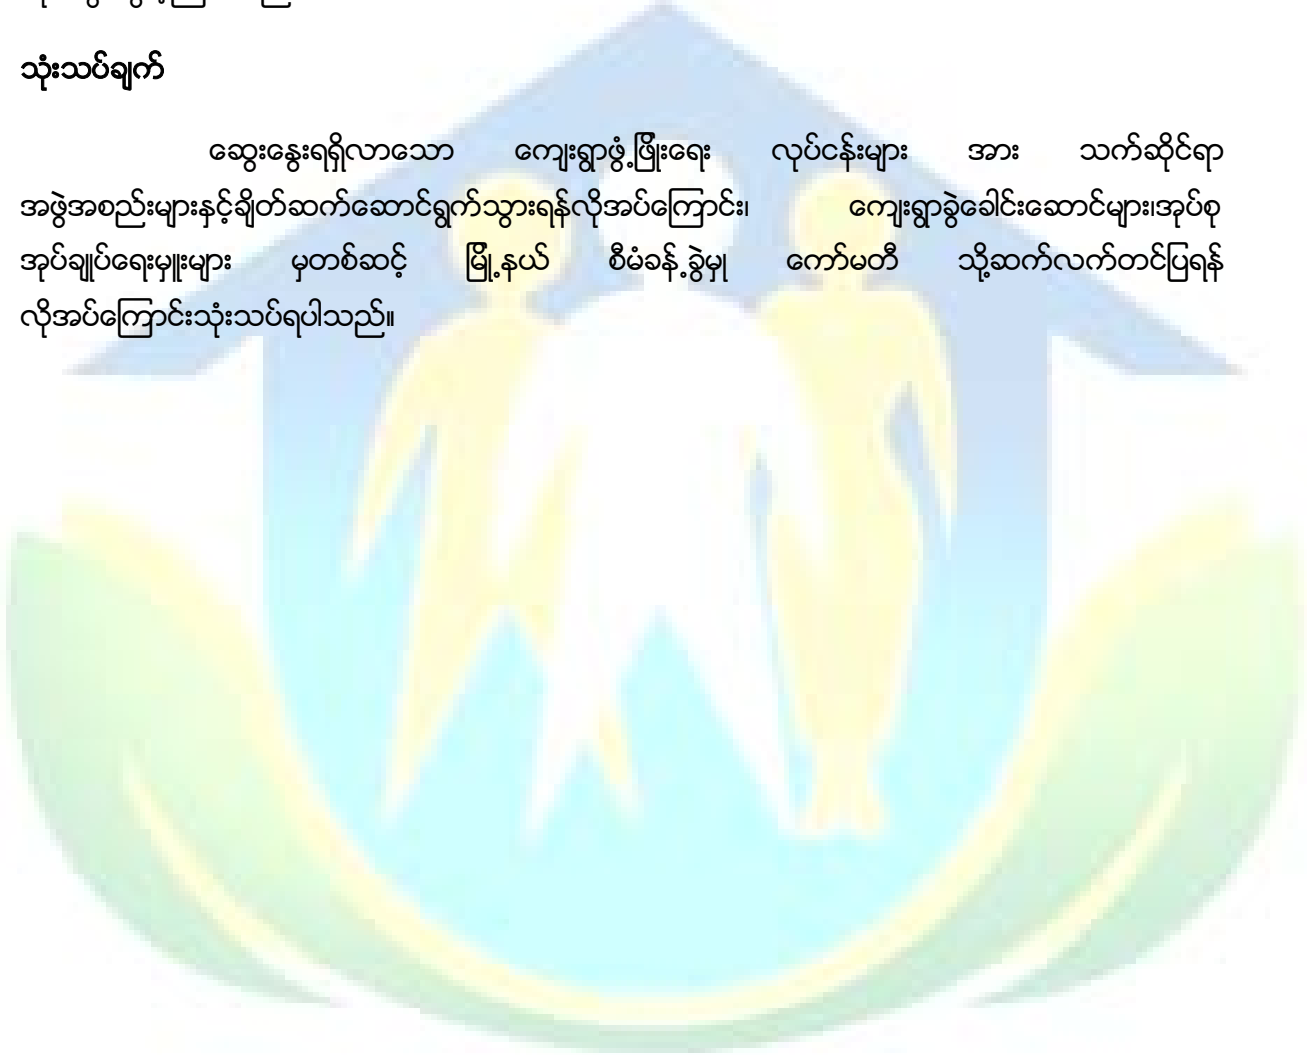 သုံးသပ်ချက်
ဆွေးနွေးရရှိလာသော ကျေးရွာဖွံ့ဖြိုးရေး လုပ်ငန်းများ အား သက်ဆိုင်ရာ
အဖွဲအစည်းများနှင့်ချိတ်ဆက်ဆောင်ရွက်သွားရန်လိုအပ်ကြောင်း၊ ကျေးရွာခွဲခေါင်းဆောင်များ၊အုပ်စု
အုပ်ချုပ်ရေးမှူးများ မှတစ်ဆင့် မြို့နယ် စီမံခန့်ခွဲမှု ကော်မတီ သို့ဆက်လက်တင်ပြရန်
လိုအပ်ကြောင်းသုံးသပ်ရပါသည်။